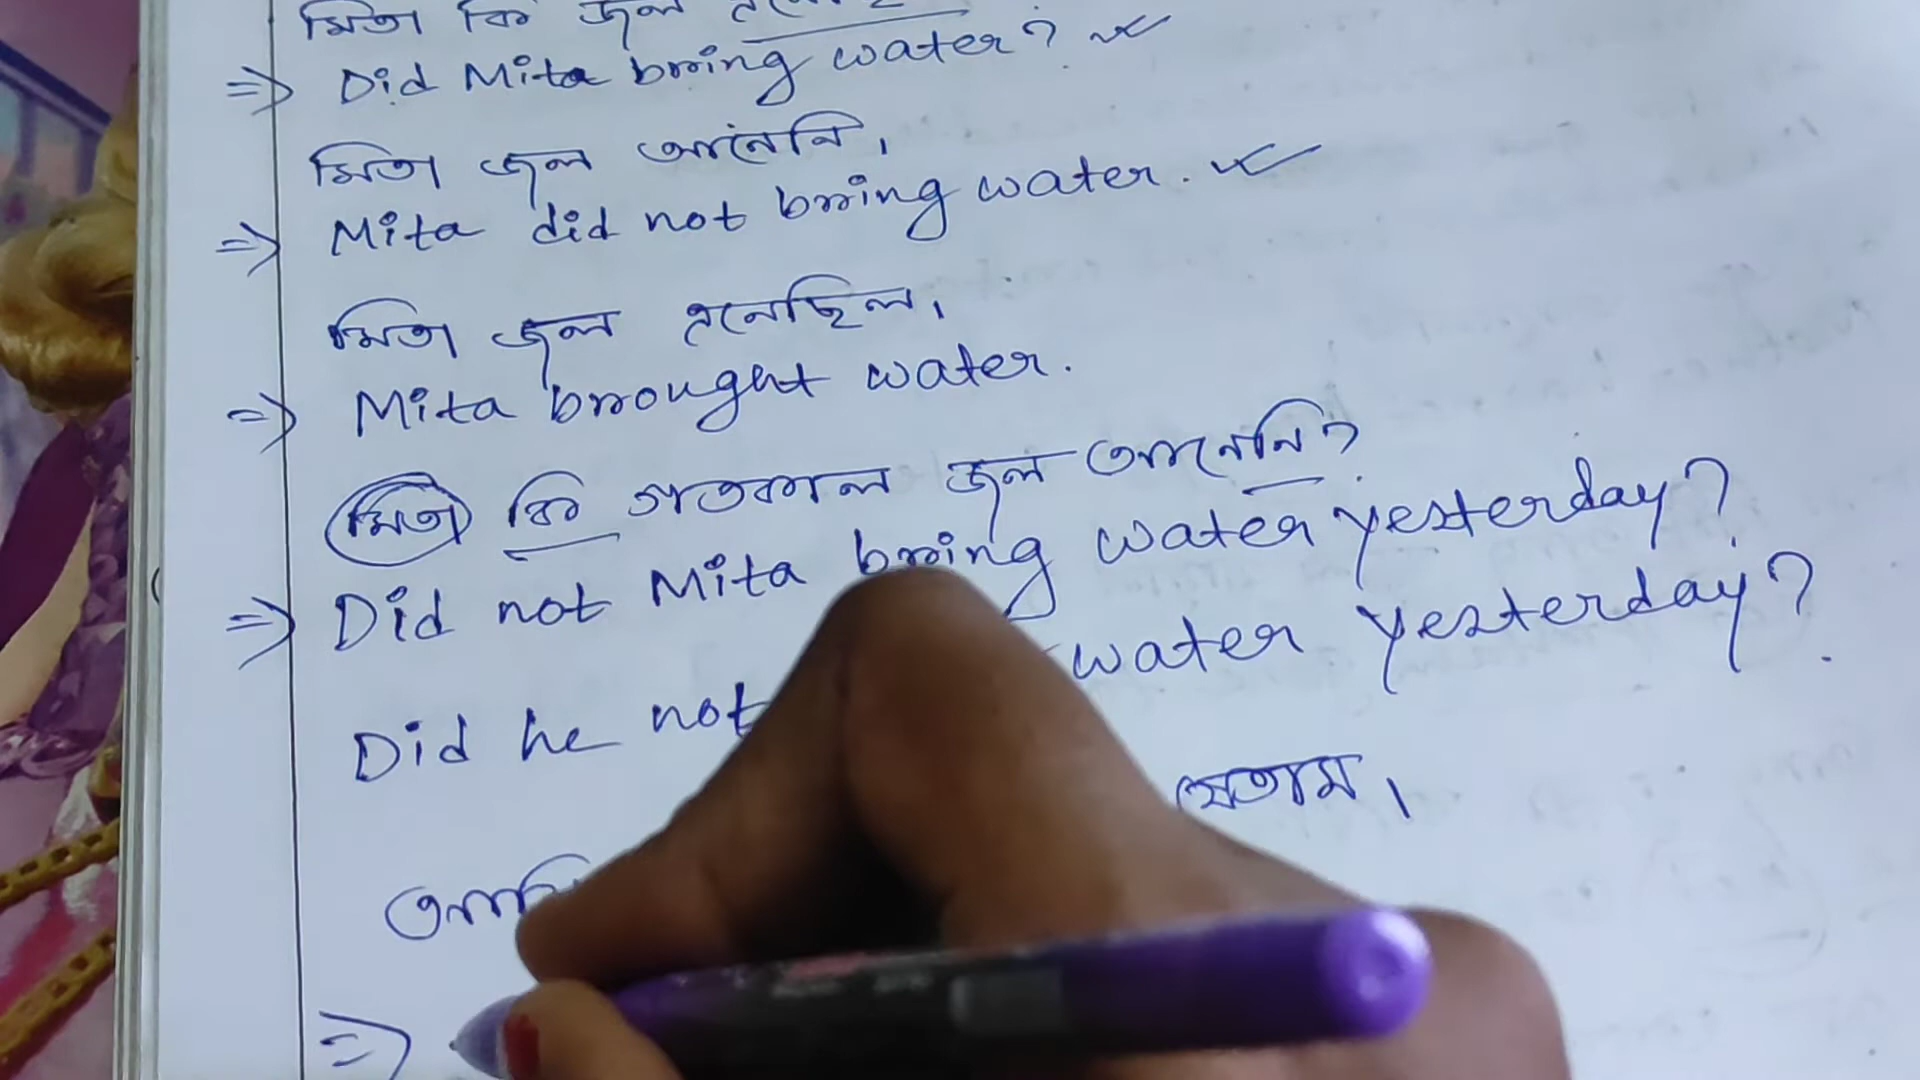 মিতা কি জল
=> Did Mita bring water?
মিতা জল আনেনি।
=> Mita did not bring water.
মিতা জল এনেছিল।
=> Mita brought water.
মিতা কি গতকাল জল আনেনি?
=> Did not Mita bring water yesterday?
Did he not water yesterday?
যেতাম।
=>